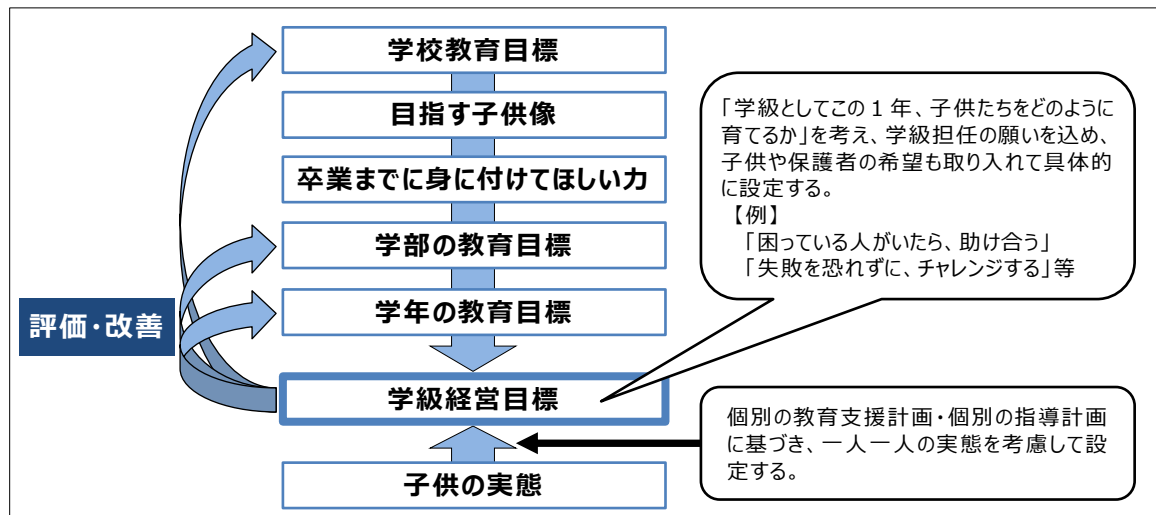 学校教育目標
目指す子供像
卒業までに身に付けてほしい力
学部の教育目標
学年の教育目標
評価・改善
学級経営目標
子供の実態
「学級としてこの1年、子供たちをどのように
育てるか」を考え、学級担任の願いを込め、
子供や保護者の希望も取り入れて具体的
に設定する。
【例】
「困っている人がいたら、助け合う」
「失敗を恐れずに、チャレンジする」等
個別の教育支援計画・個別の指導計画
に基づき、一人一人の実態を考慮して設
定する。